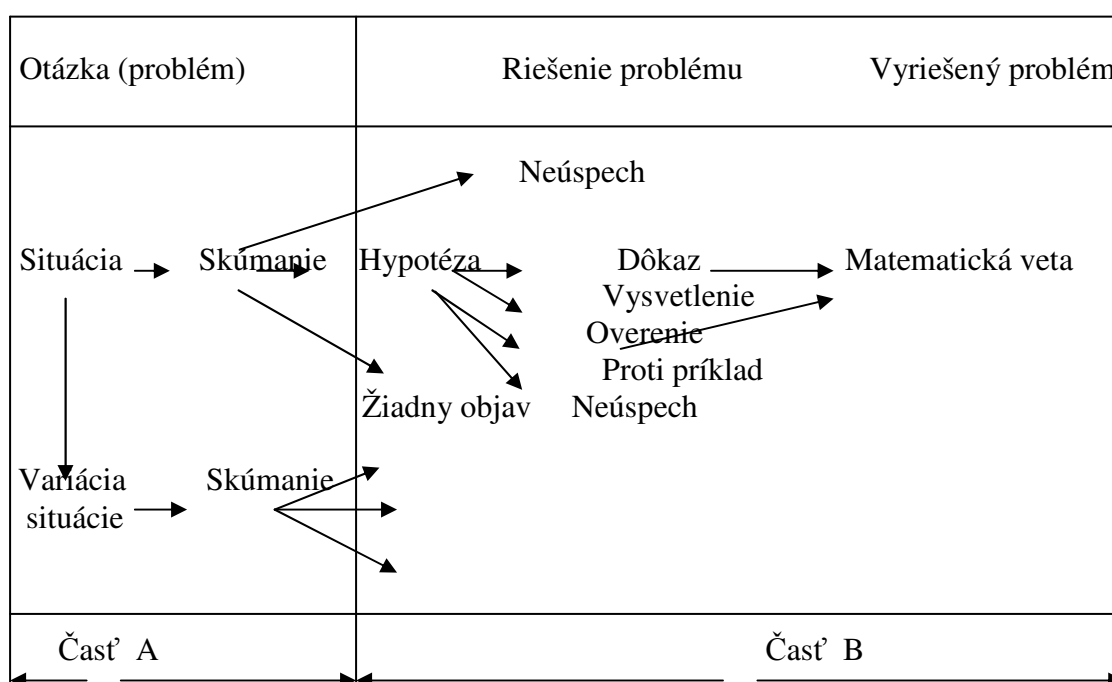 Otázka (problém) Riešenie problému Vyriešený problém
Neúspech
Situácia Skúmanie Hypotéza Dôkaz Matematická veta
Vysvetlenie
Overenie
Proti príklad
Žiadny objav Neúspech
Variácia Skúmanie
situácie
Časť A Časť B